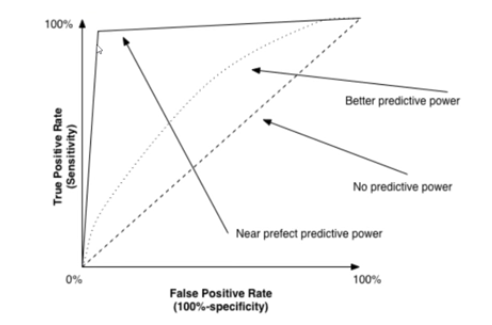 100%
True Positive Rate
(Sensitivity)
Better predictive power
No predictive power
Near prefect predictive power
0%
100%
False Positive Rate
(100%-specificity)